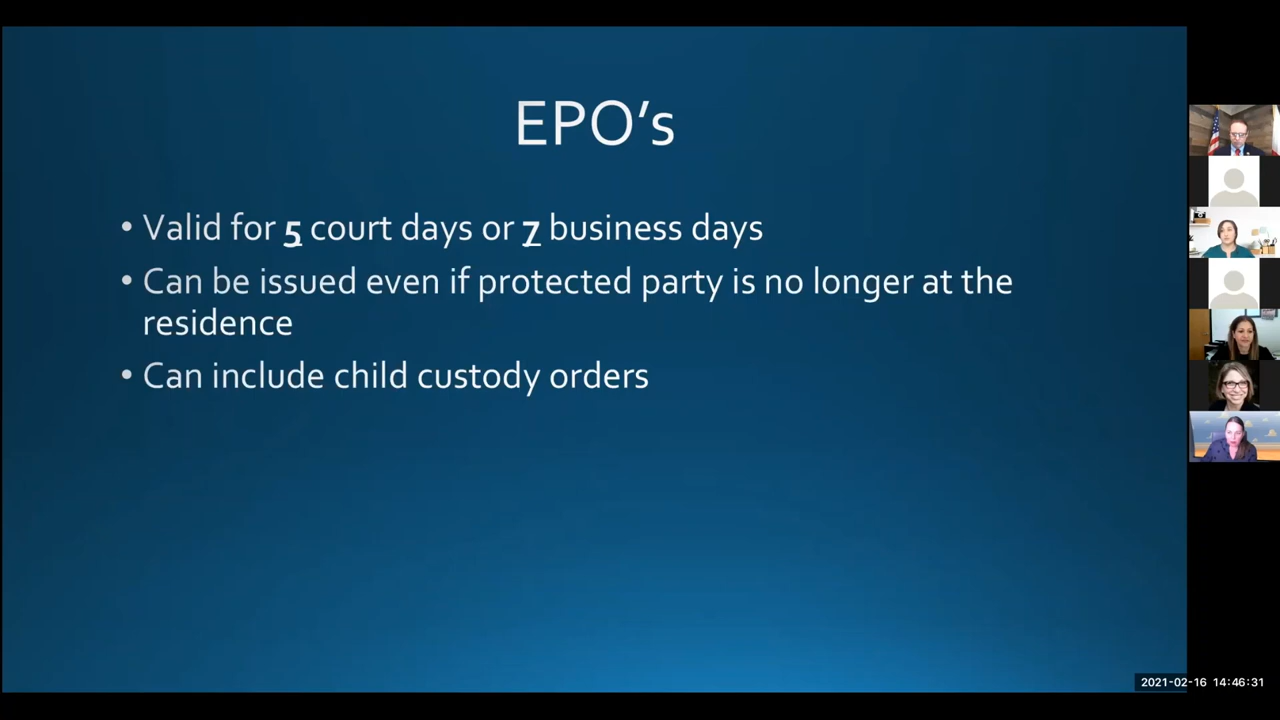 EPO's
• Valid for 5 court days or 7 business days
• Can be issued even if protected party is no longer at the
residence
• Can include child custody orders
2021-02-16 14:46:31